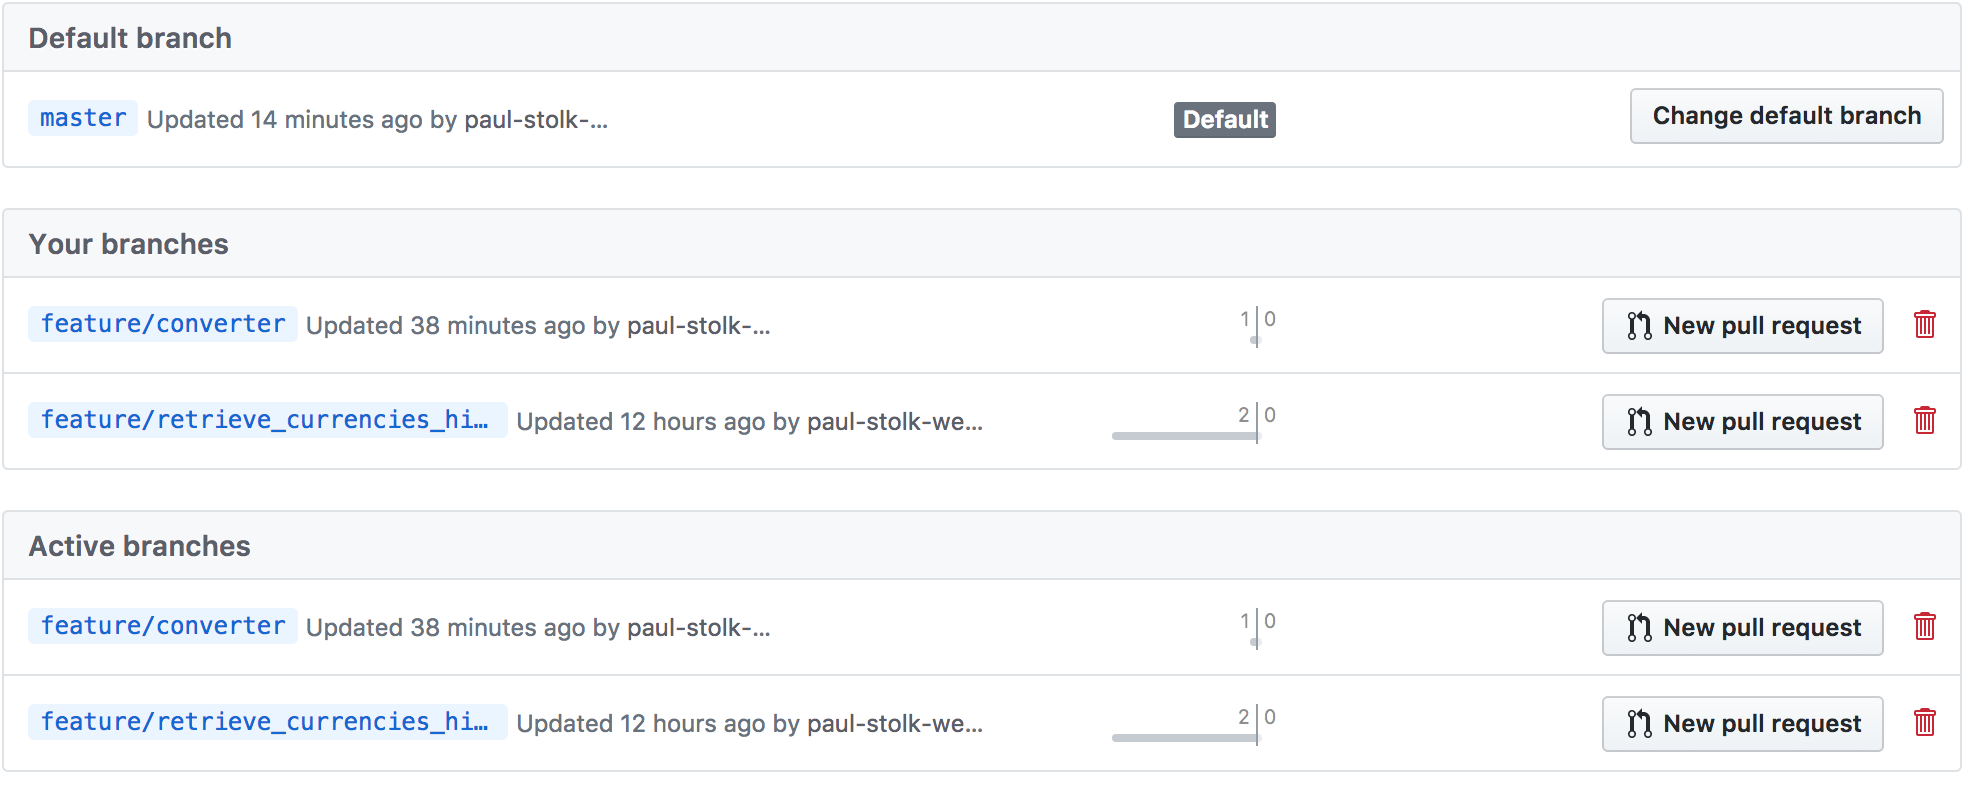 Default branch
master Updated 14 minutes ago by paul-stolk-... Default Change default branch
Your branches
feature/converter Updated 38 minutes ago by paul-stolk-... 1 0 New pull request
feature/retrieve_currencies_hi... Updated 12 hours ago by paul-stolk-we... 2 0 New pull request
Active branches
feature/converter Updated 38 minutes ago by paul-stolk-... 1 0 New pull request
feature/retrieve_currencies_hi... Updated 12 hours ago by paul-stolk-we... 2 0 New pull request